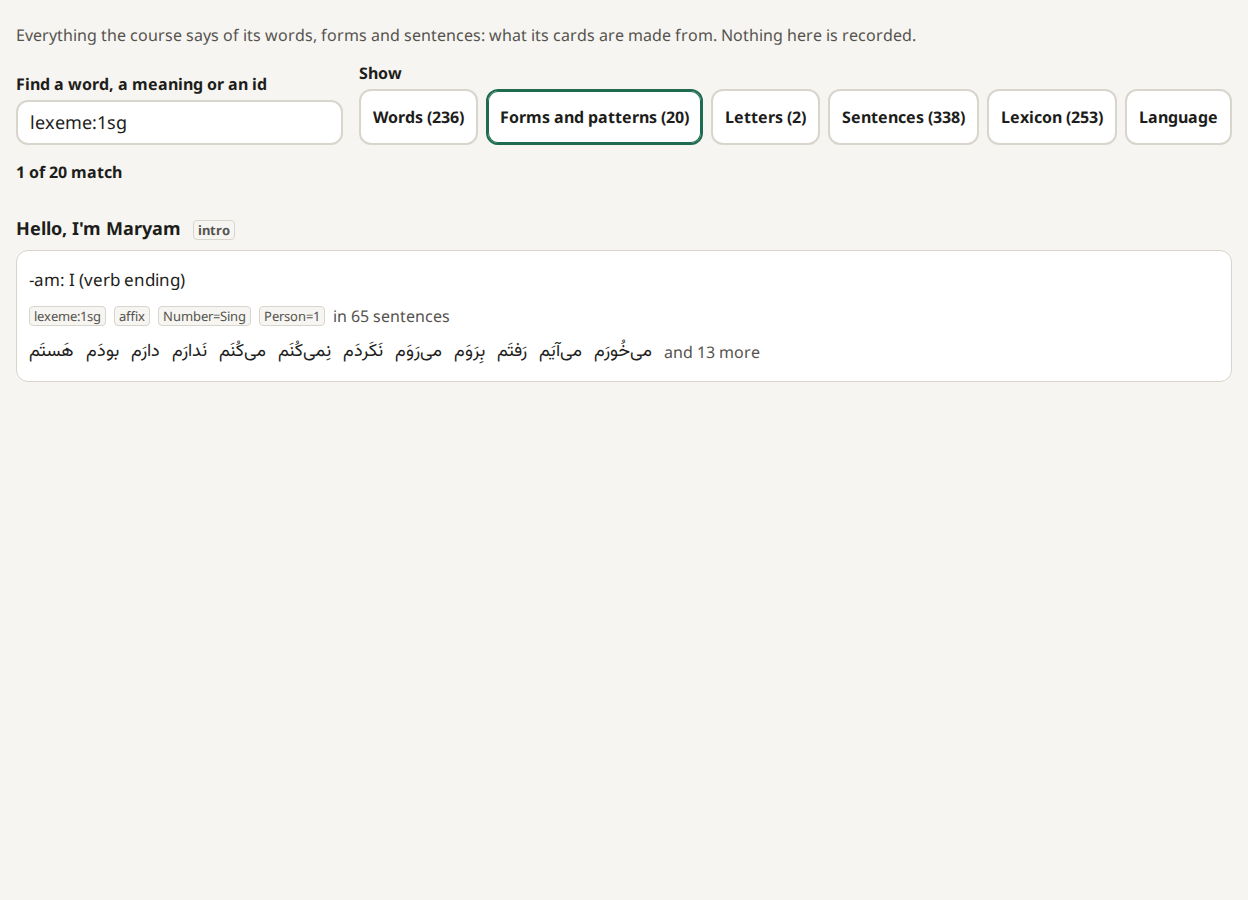 Everything the course says of its words, forms and sentences: what its cards are made from. Nothing here is recorded.
Find a word, a meaning or an id
lexeme:1sg
Show
Words (236) Forms and patterns (20) Letters (2) Sentences (338) Lexicon (253) Language
1 of 20 match
Hello, I'm Maryam intro
-am: I (verb ending)
lexeme:1sg affix Number=Sing Person=1 in 65 sentences
هَستَم بودَم دارَم نَدارَم می‌کُنَم نِمی‌کُنَم نَکَردَم می‌رَوَم بِرَوَم رَفتَم می‌آیَم می‌خُورَم and 13 more